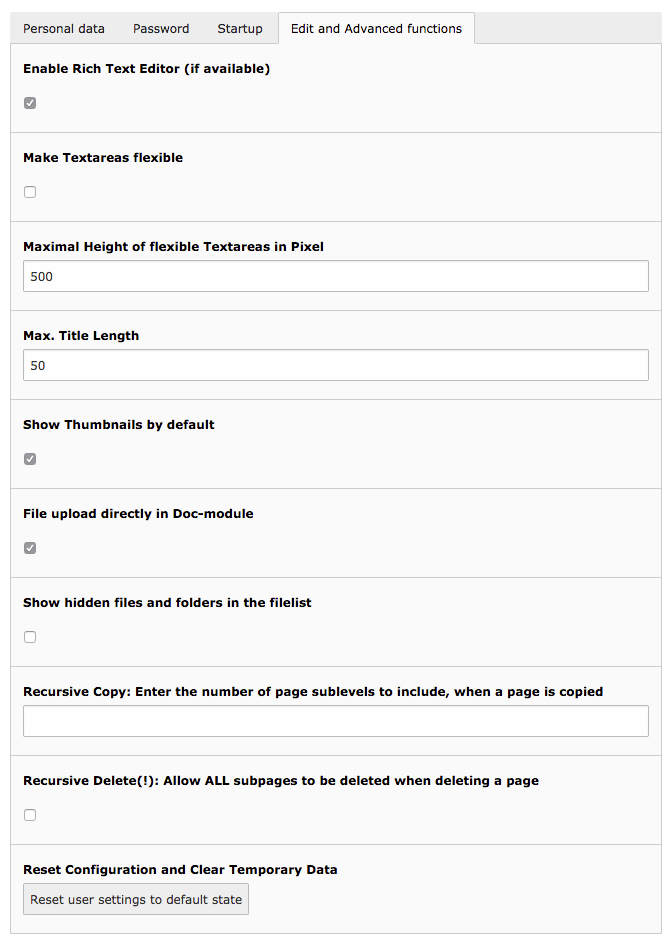 Personal data Password Startup Edit and Advanced functions
Enable Rich Text Editor (if available)
Make Textareas flexible
Maximal Height of flexible Textareas in Pixel
500
Max. Title Length
50
Show Thumbnails by default
File upload directly in Doc-module
Show hidden files and folders in the filelist
Recursive Copy: Enter the number of page sublevels to include, when a page is copied
Recursive Delete(!): Allow ALL subpages to be deleted when deleting a page
Reset Configuration and Clear Temporary Data
Reset user settings to default state